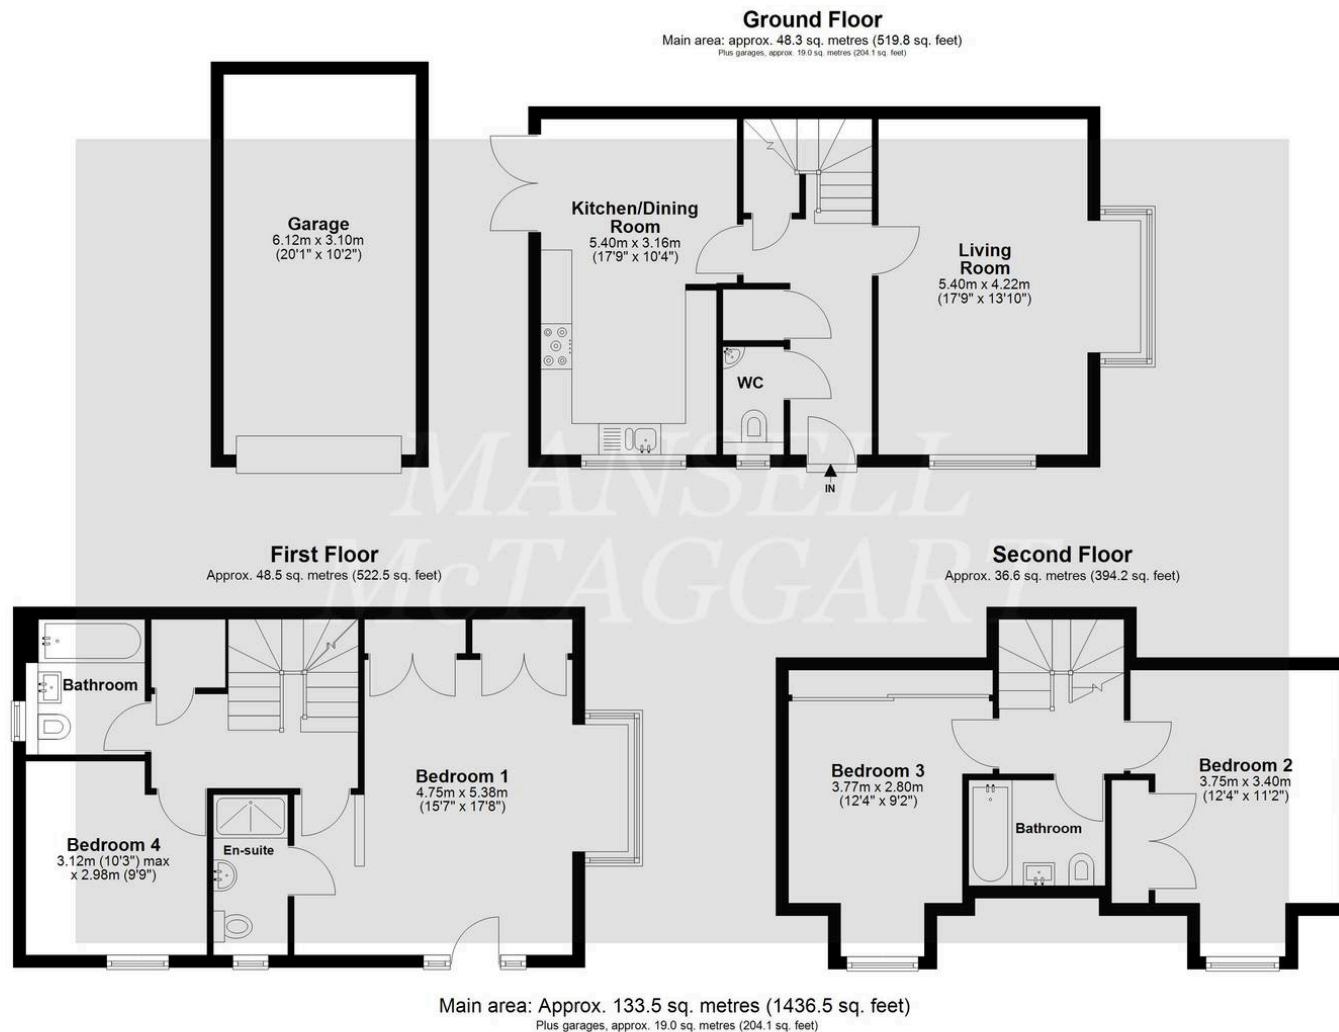 Ground Floor
Main area: approx. 48.3 sq. metres (519.8 sq. feet)
Plus garages, approx. 19.0 sq. metres (204.1 sq. feet)
Garage
6.12m x 3.10m
(20'1" x 10'2")
Kitchen/Dining
Room
5.40m x 3.16m
(17'9" x 10'4")
Living
Room
5.40m x 4.22m
(17'9" x 13'10")
WC
IN
MANSELL
McTAGGART
First Floor
Approx. 48.5 sq. metres (522.5 sq. feet)
Bathroom
Bedroom 1
4.75m x 5.38m
(15'7" x 17'8")
Bedroom 4
3.12m (10'3") max
x 2.98m (9'9")
En-suite
Second Floor
Approx. 36.6 sq. metres (394.2 sq. feet)
Bedroom 3
3.77m x 2.80m
(12'4" x 9'2")
Bedroom 2
3.75m x 3.40m
(12'4" x 11'2")
Bathroom
Main area: Approx. 133.5 sq. metres (1436.5 sq. feet)
Plus garages, approx. 19.0 sq. metres (204.1 sq. feet)